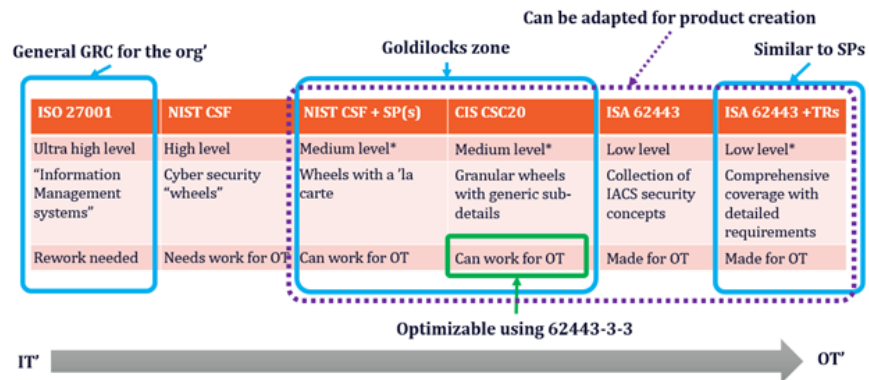 Can be adapted for product creation
General GRC for the org'
Goldilocks zone
Similar to SPs
ISO 27001 NIST CSF NIST CSF + SP(s) CIS CSC20 ISA 62443 ISA 62443 +TRs
Ultra high level High level Medium level* Medium level* Low level Low level*
"Information Cyber security Wheels with a 'la Granular wheels Collection of Comprehensive
Management "wheels" carte with generic sub- IACS security coverage with
systems" details concepts detailed
requirements
Rework needed Needs work for OT Can work for OT Can work for OT Made for OT Made for OT
Optimizable using 62443-3-3
IT' OT'